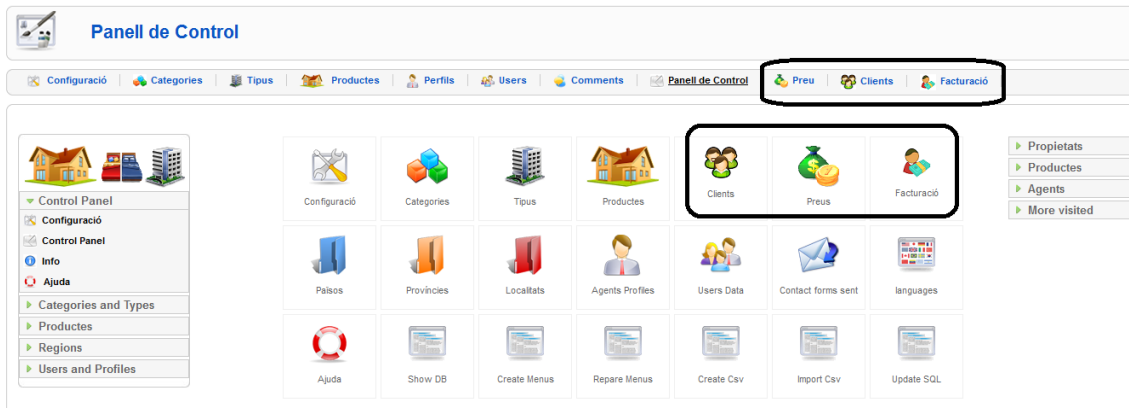 Panell de Control
Configuració Categories Tipus Productes Perfils Users Comments Panell de Control Preu Clients Facturació
Control Panel
Configuració
Control Panel
Info
Ajuda
Categories and Types
Productes
Regions
Users and Profiles
Configuració Categories Tipus Productes Clients Preus Facturació
Països Províncies Localitats Agents Profiles Users Data Contact forms sent languages
Ajuda Show DB Create Menus Repare Menus Create Csv Import Csv Update SQL
Propietats
Productes
Agents
More visited